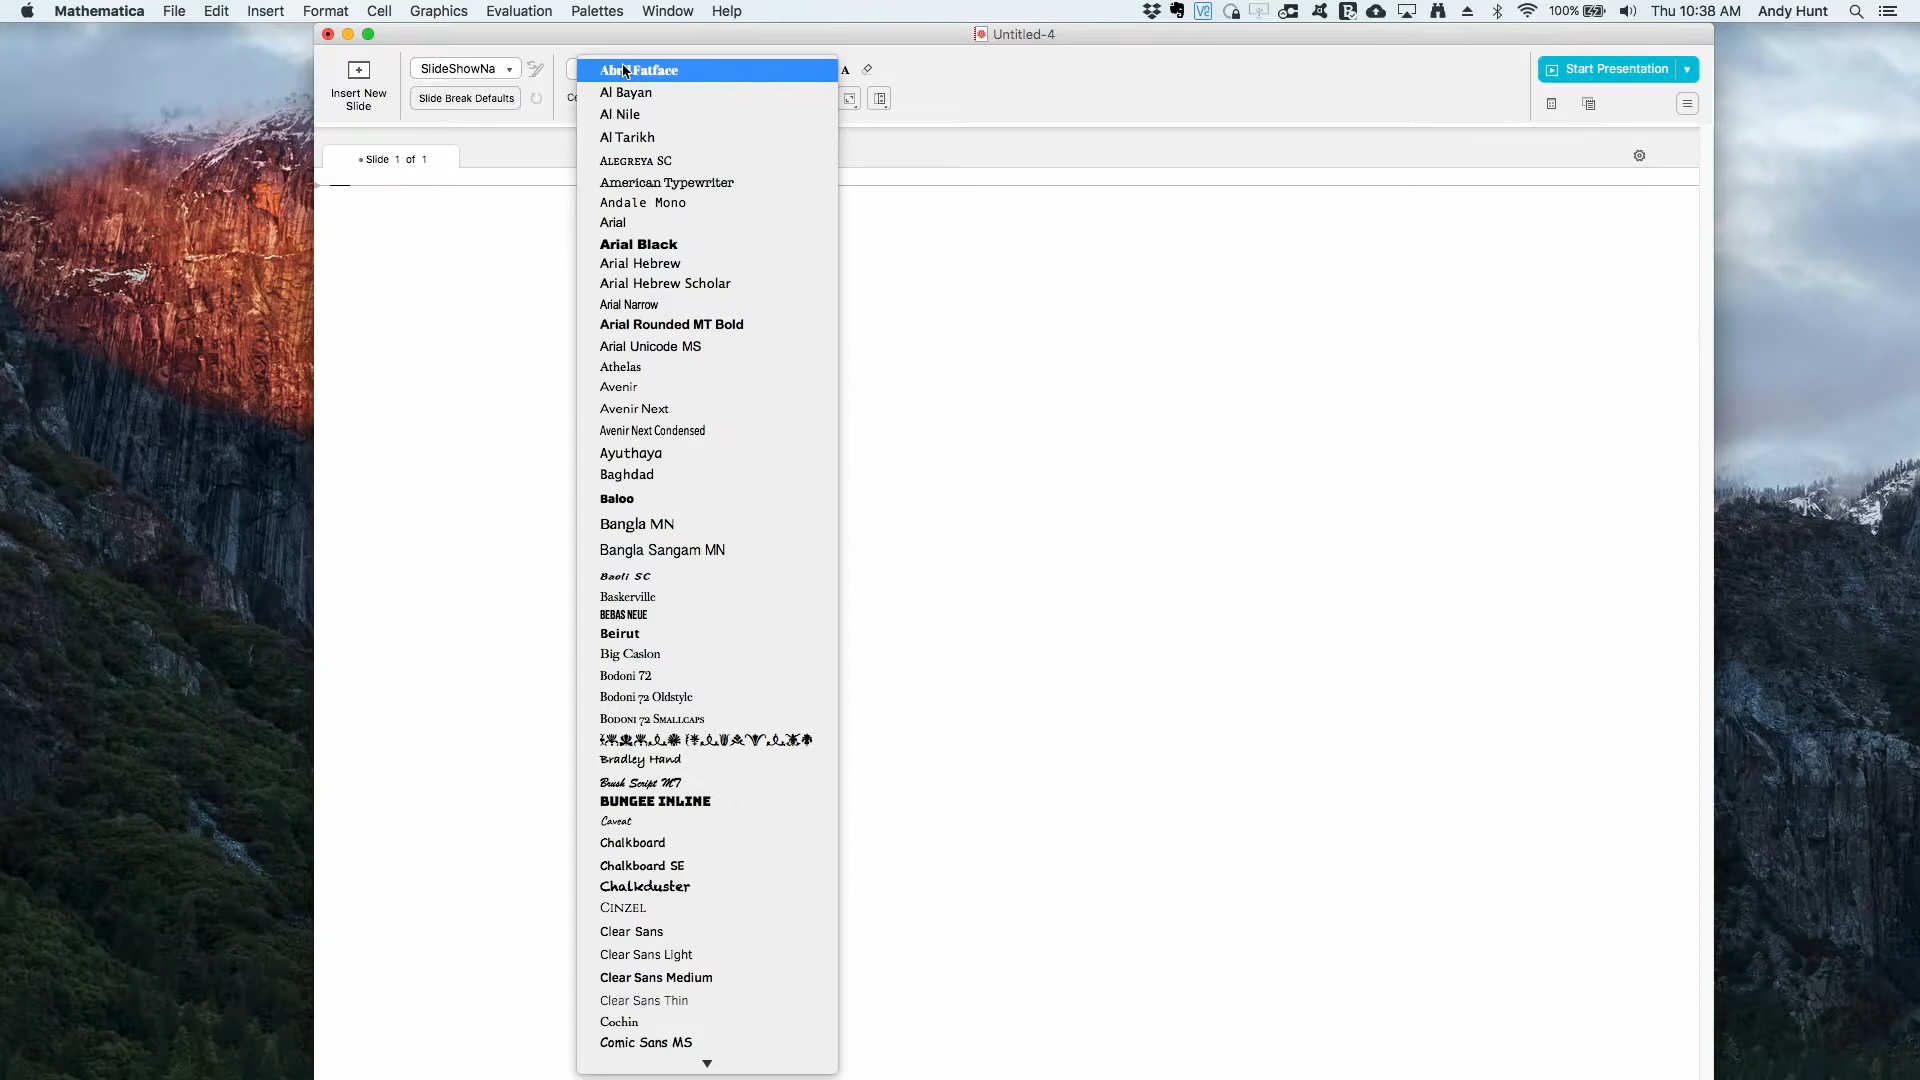 Mathematica File Edit Insert Format Cell Graphics Evaluation Palettes Window Help
100% Thu 10:38 AM Andy Hunt
Untitled-4
Insert New
Slide
SlideShowNa
Slide Break Defaults
A
Start Presentation
Slide 1 of 1
Abril Fatface
Al Bayan
Al Nile
Al Tarikh
Alegreya SC
American Typewriter
Andale Mono
Arial
Arial Black
Arial Hebrew
Arial Hebrew Scholar
Arial Narrow
Arial Rounded MT Bold
Arial Unicode MS
Athelas
Avenir
Avenir Next
Avenir Next Condensed
Ayuthaya
Baghdad
Baloo
Bangla MN
Bangla Sangam MN
Baoli SC
Baskerville
BEBAS NEUE
Beirut
Big Caslon
Bodoni 72
Bodoni 72 Oldstyle
Bodoni 72 Smallcaps
Bradley Hand
Brush Script MT
BUNGEE INLINE
Caveat
Chalkboard
Chalkboard SE
Chalkduster
Cinzel
Clear Sans
Clear Sans Light
Clear Sans Medium
Clear Sans Thin
Cochin
Comic Sans MS